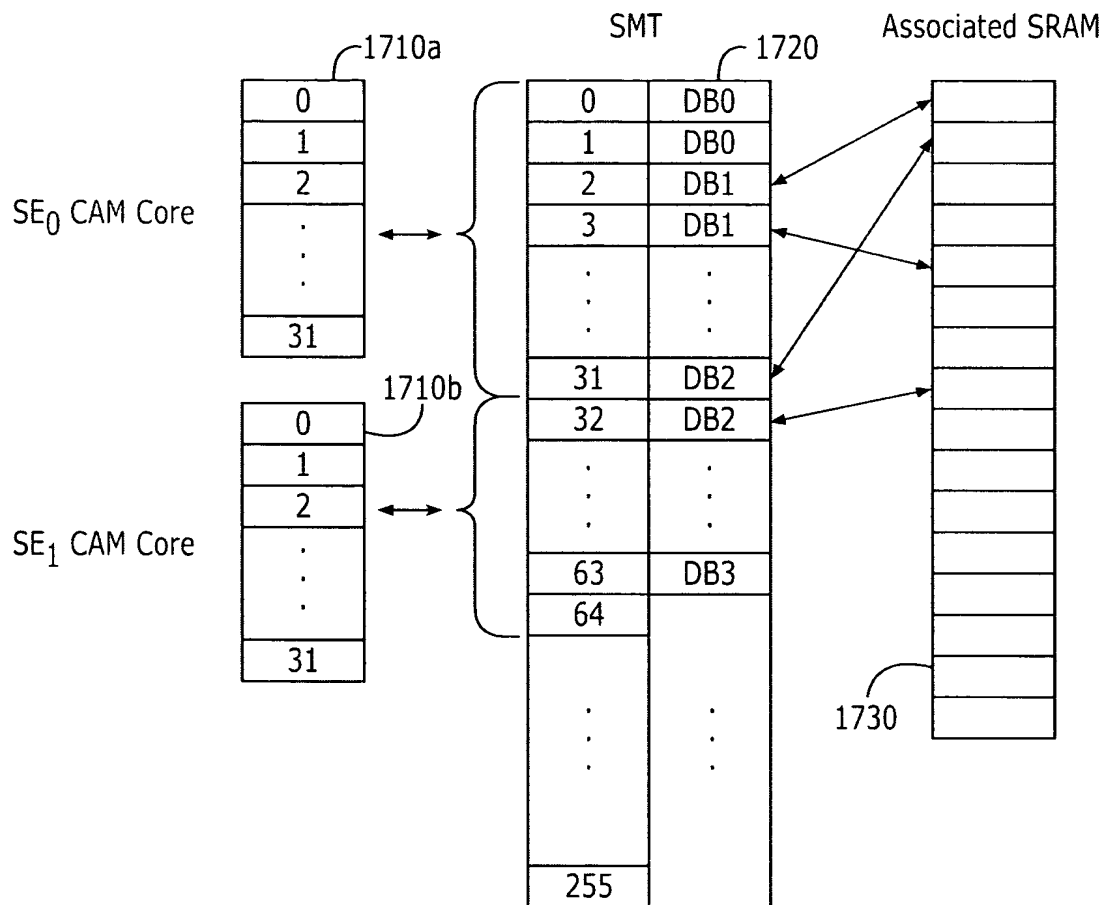 SMT
Associated SRAM
1710a
1720
0
1
2
.
.
.
31
SE0 CAM Core
1710b
0
1
2
.
.
.
31
SE1 CAM Core
0 DB0
1 DB0
2 DB1
3 DB1
. .
. .
. .
31 DB2
32 DB2
. .
. .
. .
63 DB3
64
. .
. .
. .
255
1730